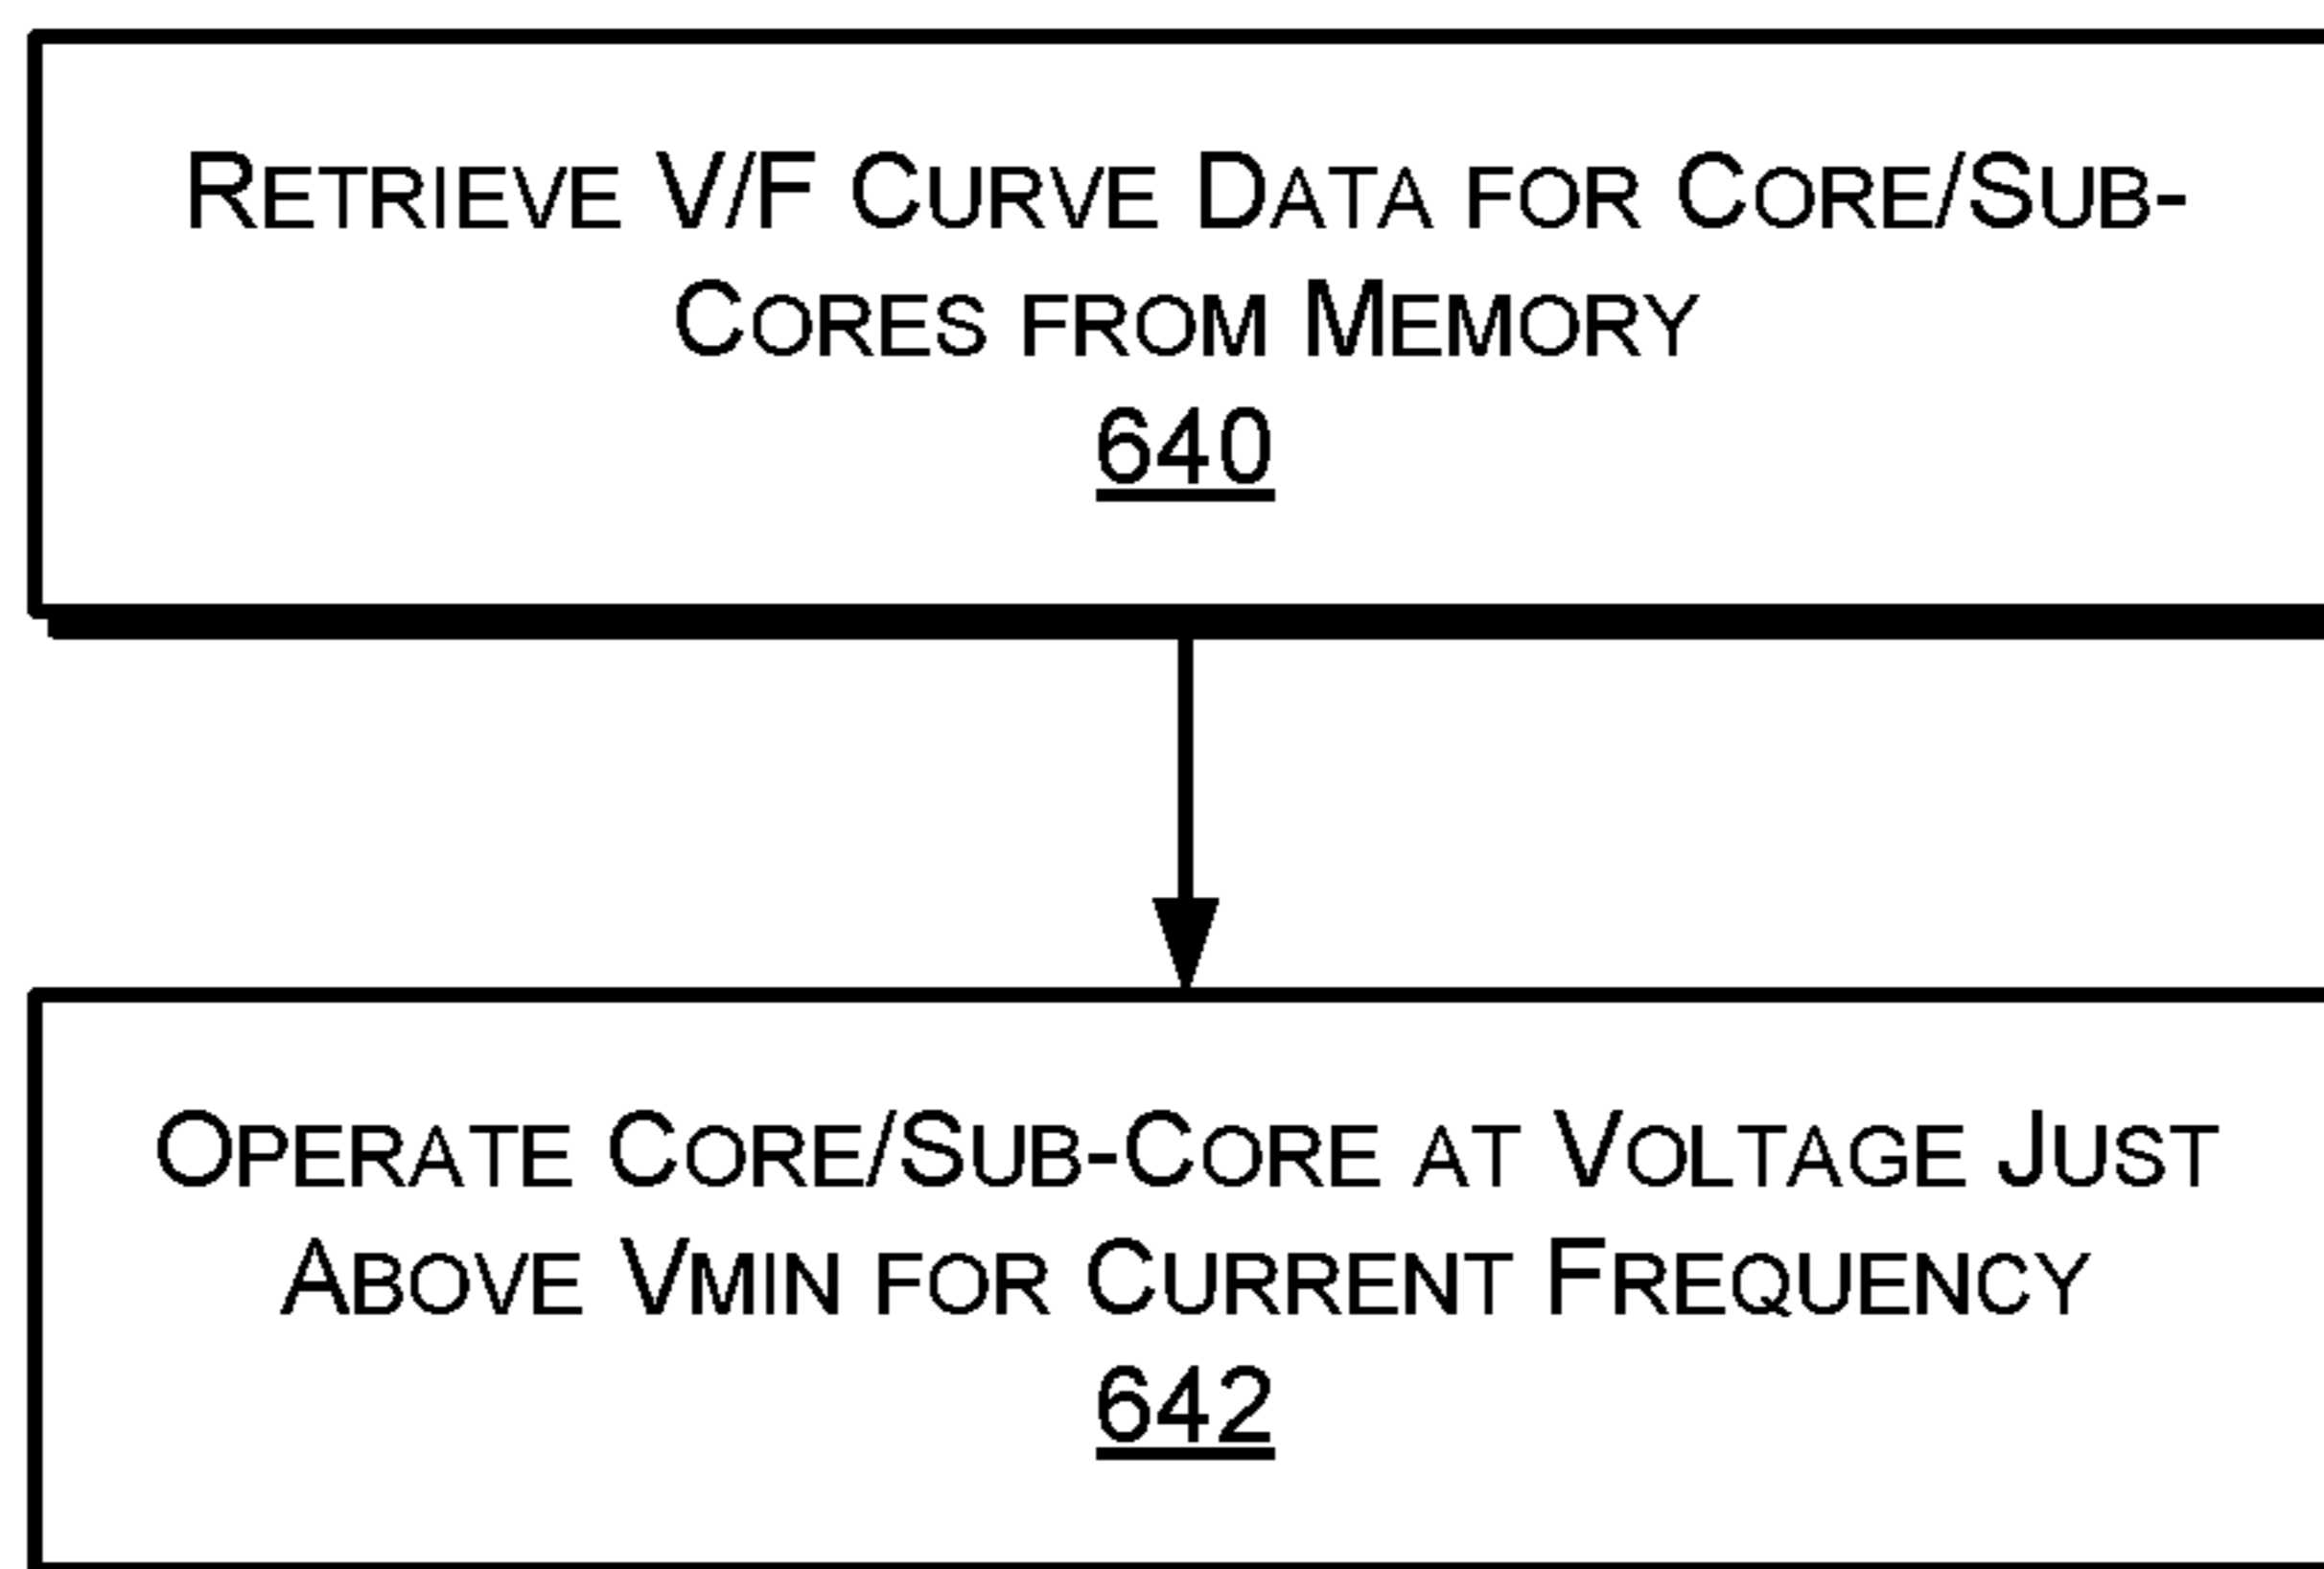 Retrieve V/F Curve Data for Core/Sub-
Cores from Memory
640
Operate Core/Sub-Core at Voltage Just
Above Vmin for Current Frequency
642